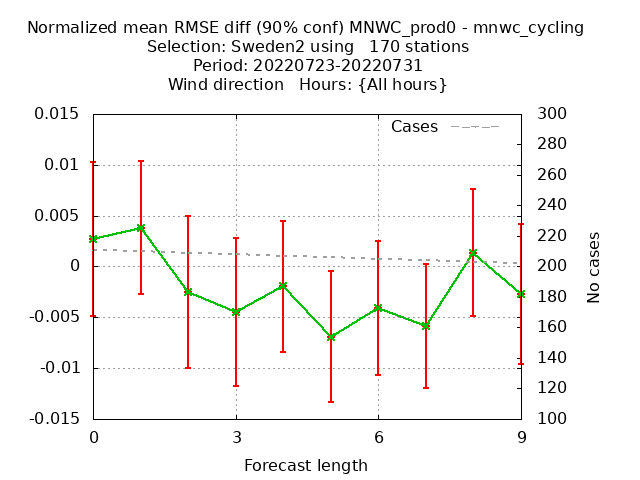 Normalized mean RMSE diff (90% conf) MNWC_prod0 - mnwc_cycling
Selection: Sweden2 using   170 stations
Period: 20220723-20220731
Wind direction   Hours: {All hours}
Cases
0.015
0.01
0.005
0
-0.005
-0.01
-0.015
300
280
260
240
220
200
180
160
140
120
100
No cases
0 3 6 9
Forecast length